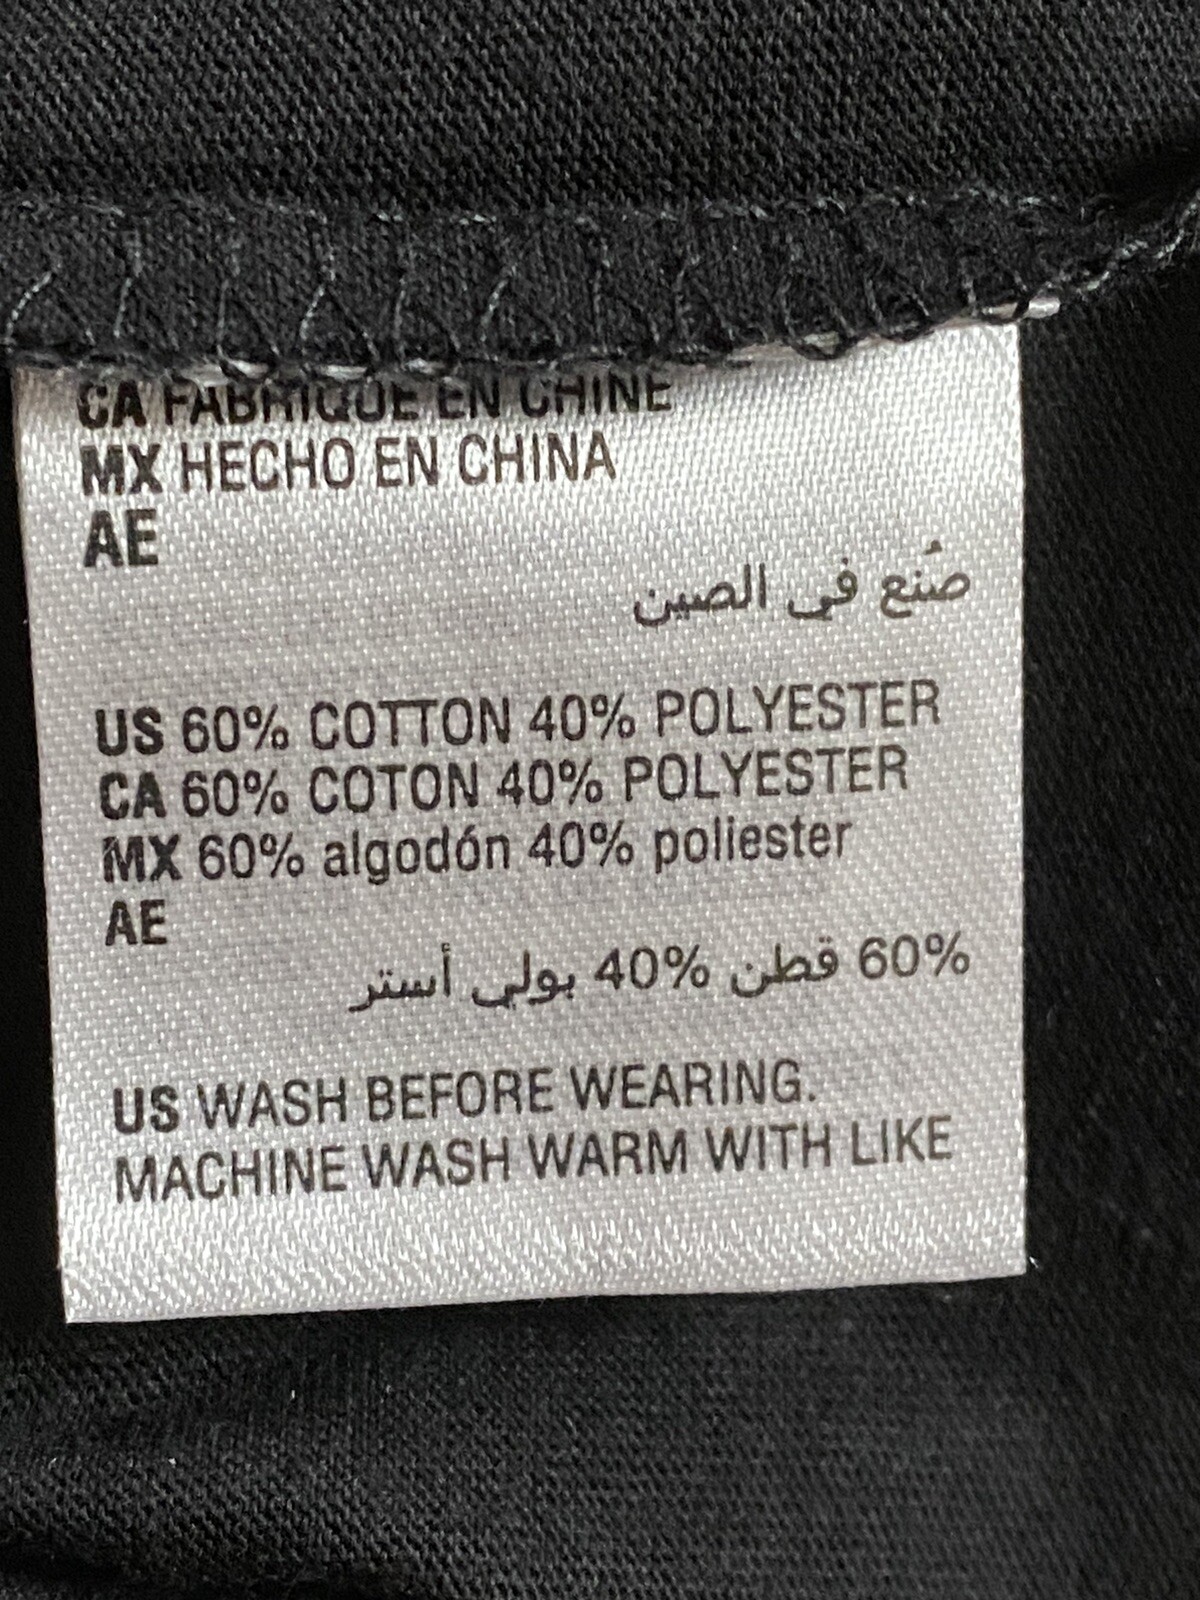 CA FABRIQUE EN CHINE
MX HECHO EN CHINA
AE
صُنع في الصين
US 60% COTTON 40% POLYESTER
CA 60% COTON 40% POLYESTER
MX 60% algodón 40% poliester
AE
60% قطن 40% بولي أستر
US WASH BEFORE WEARING.
MACHINE WASH WARM WITH LIKE